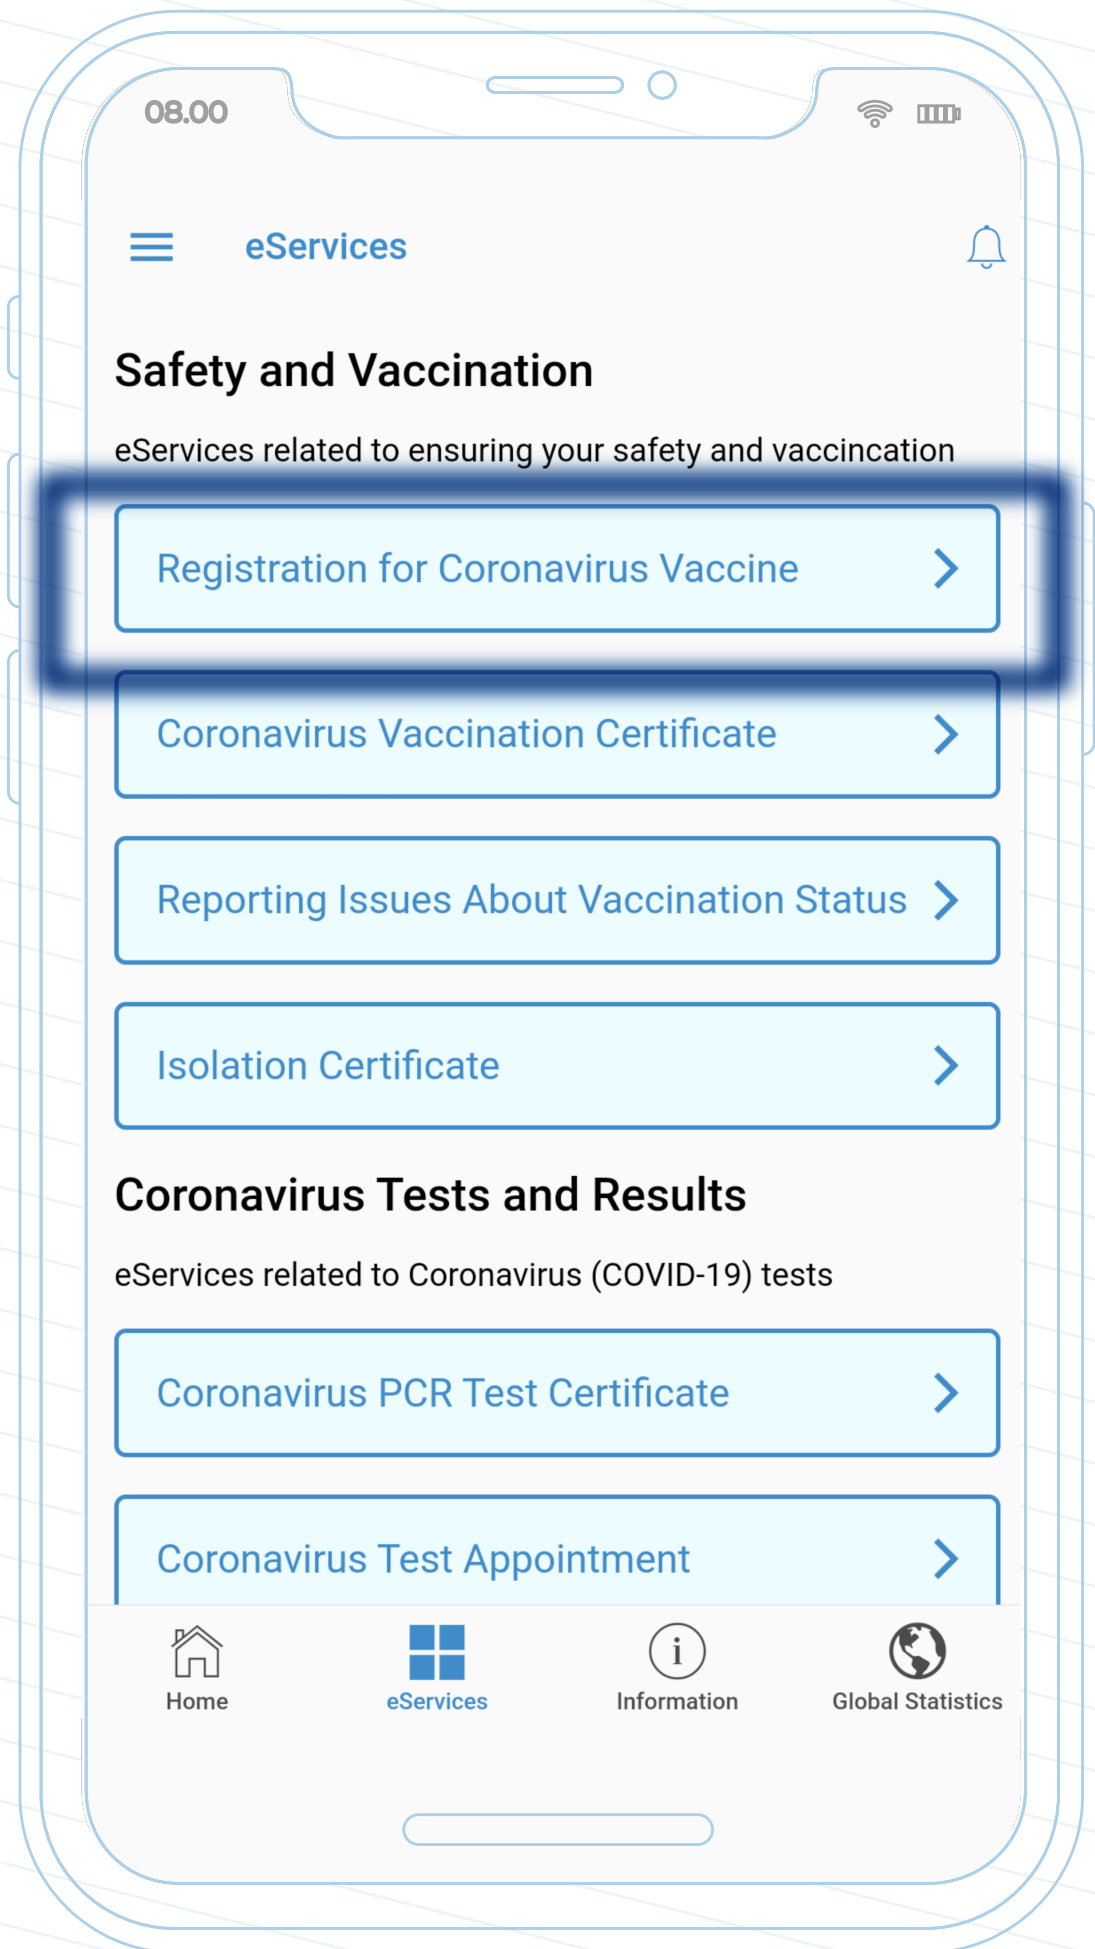 08.00
eServices
Safety and Vaccination
eServices related to ensuring your safety and vaccincation
Registration for Coronavirus Vaccine
Coronavirus Vaccination Certificate
Reporting Issues About Vaccination Status
Isolation Certificate
Coronavirus Tests and Results
eServices related to Coronavirus (COVID-19) tests
Coronavirus PCR Test Certificate
Coronavirus Test Appointment
Home
eServices
Information
Global Statistics